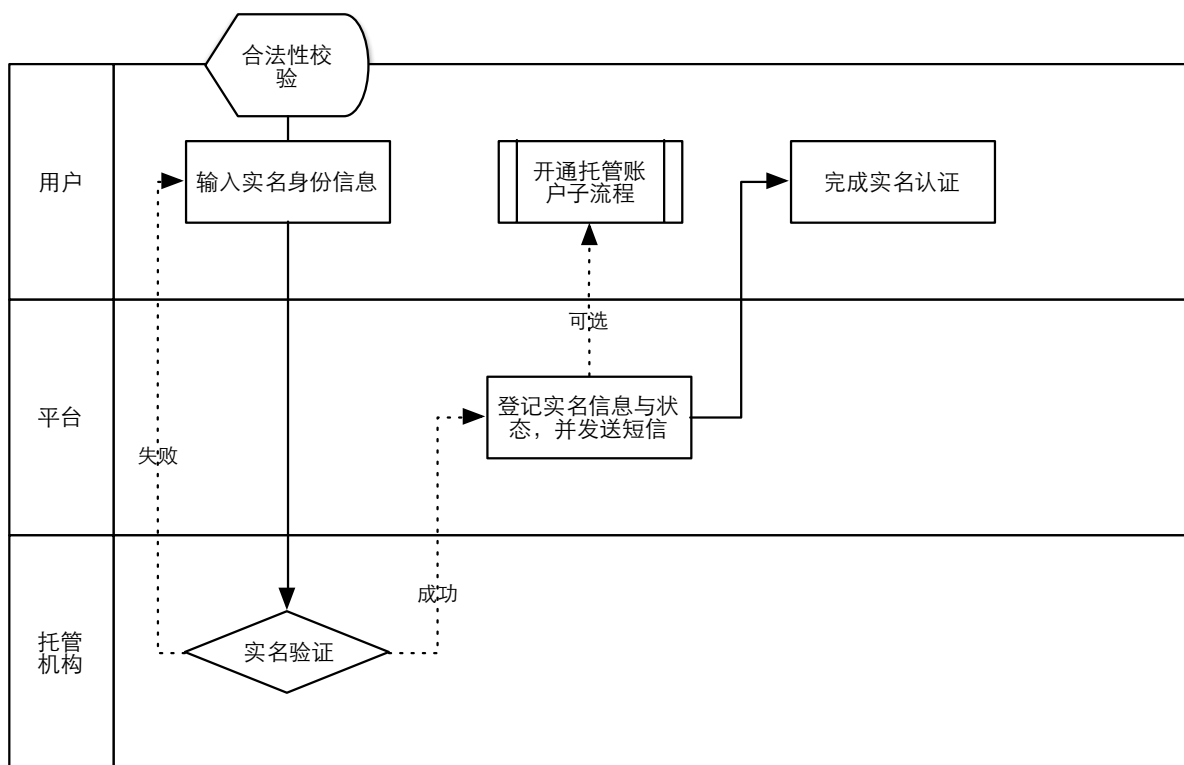 合法性校
验
用户
输入实名身份信息
开通托管账
户子流程
完成实名认证
可选
平台
登记实名信息与状
态，并发送短信
失败
成功
托管
机构
实名验证